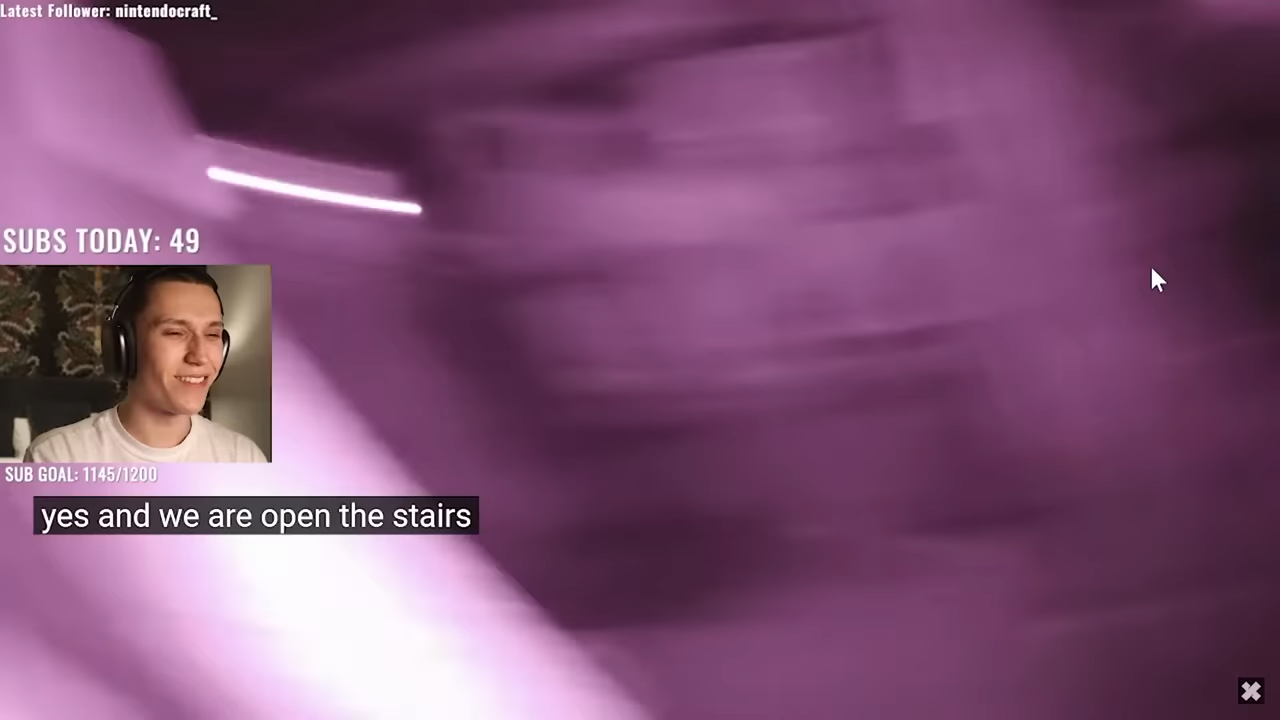 Latest Follower: nintendocraft_
SUBS TODAY: 49
SUB GOAL: 1145/1200
yes and we are open the stairs